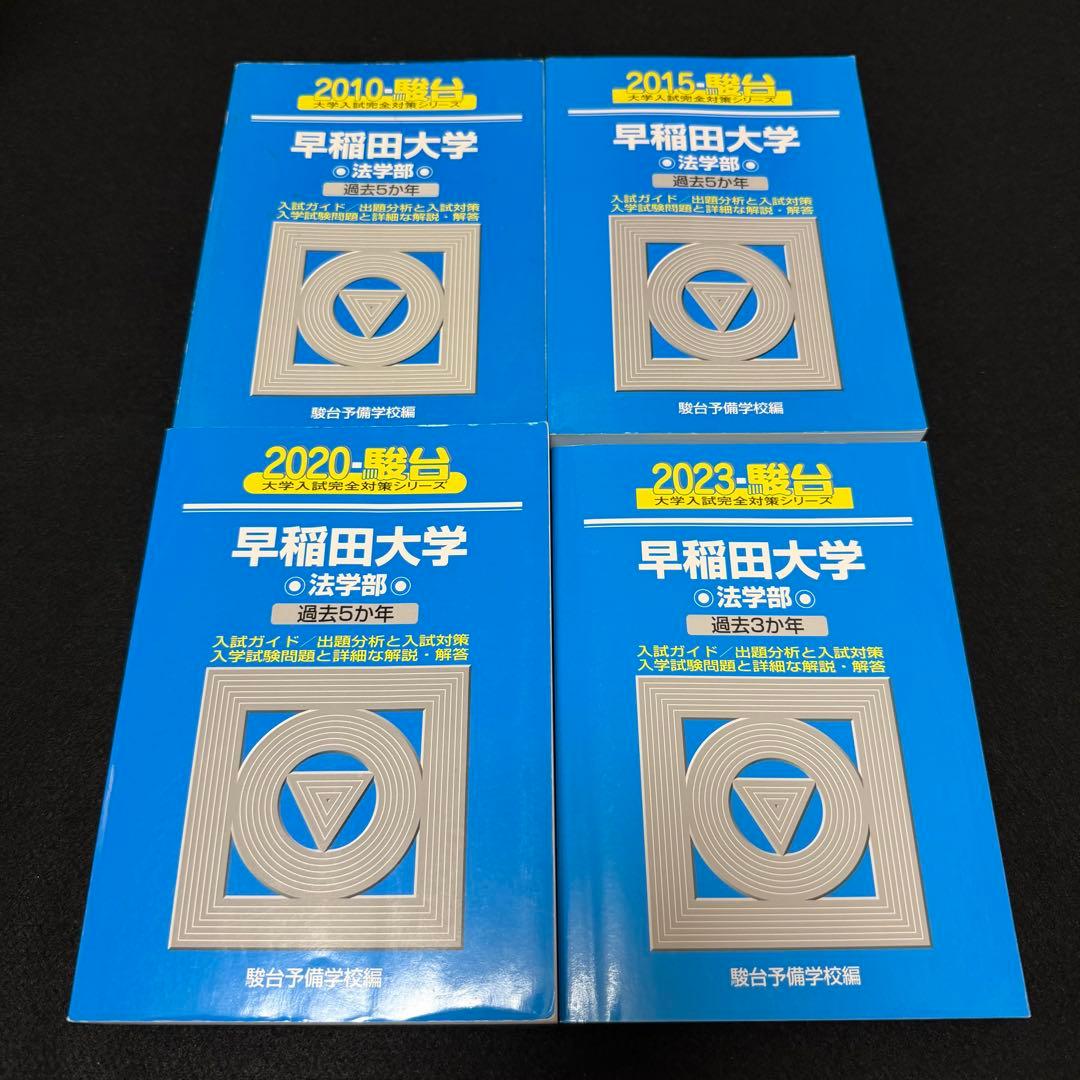 2010-駿台
大学入試完全対策シリーズ
早稲田大学
法学部
過去5か年
入試ガイド/出題分析と入試対策
入学試験問題と詳細な解説・解答
駿台予備学校編
2015-駿台
大学入試完全対策シリーズ
早稲田大学
法学部
過去5か年
入試ガイド/出題分析と入試対策
入学試験問題と詳細な解説・解答
駿台予備学校編
2020-駿台
大学入試完全対策シリーズ
早稲田大学
法学部
過去5か年
入試ガイド/出題分析と入試対策
入学試験問題と詳細な解説・解答
駿台予備学校編
2023-駿台
大学入試完全対策シリーズ
早稲田大学
法学部
過去3か年
入試ガイド/出題分析と入試対策
入学試験問題と詳細な解説・解答
駿台予備学校編